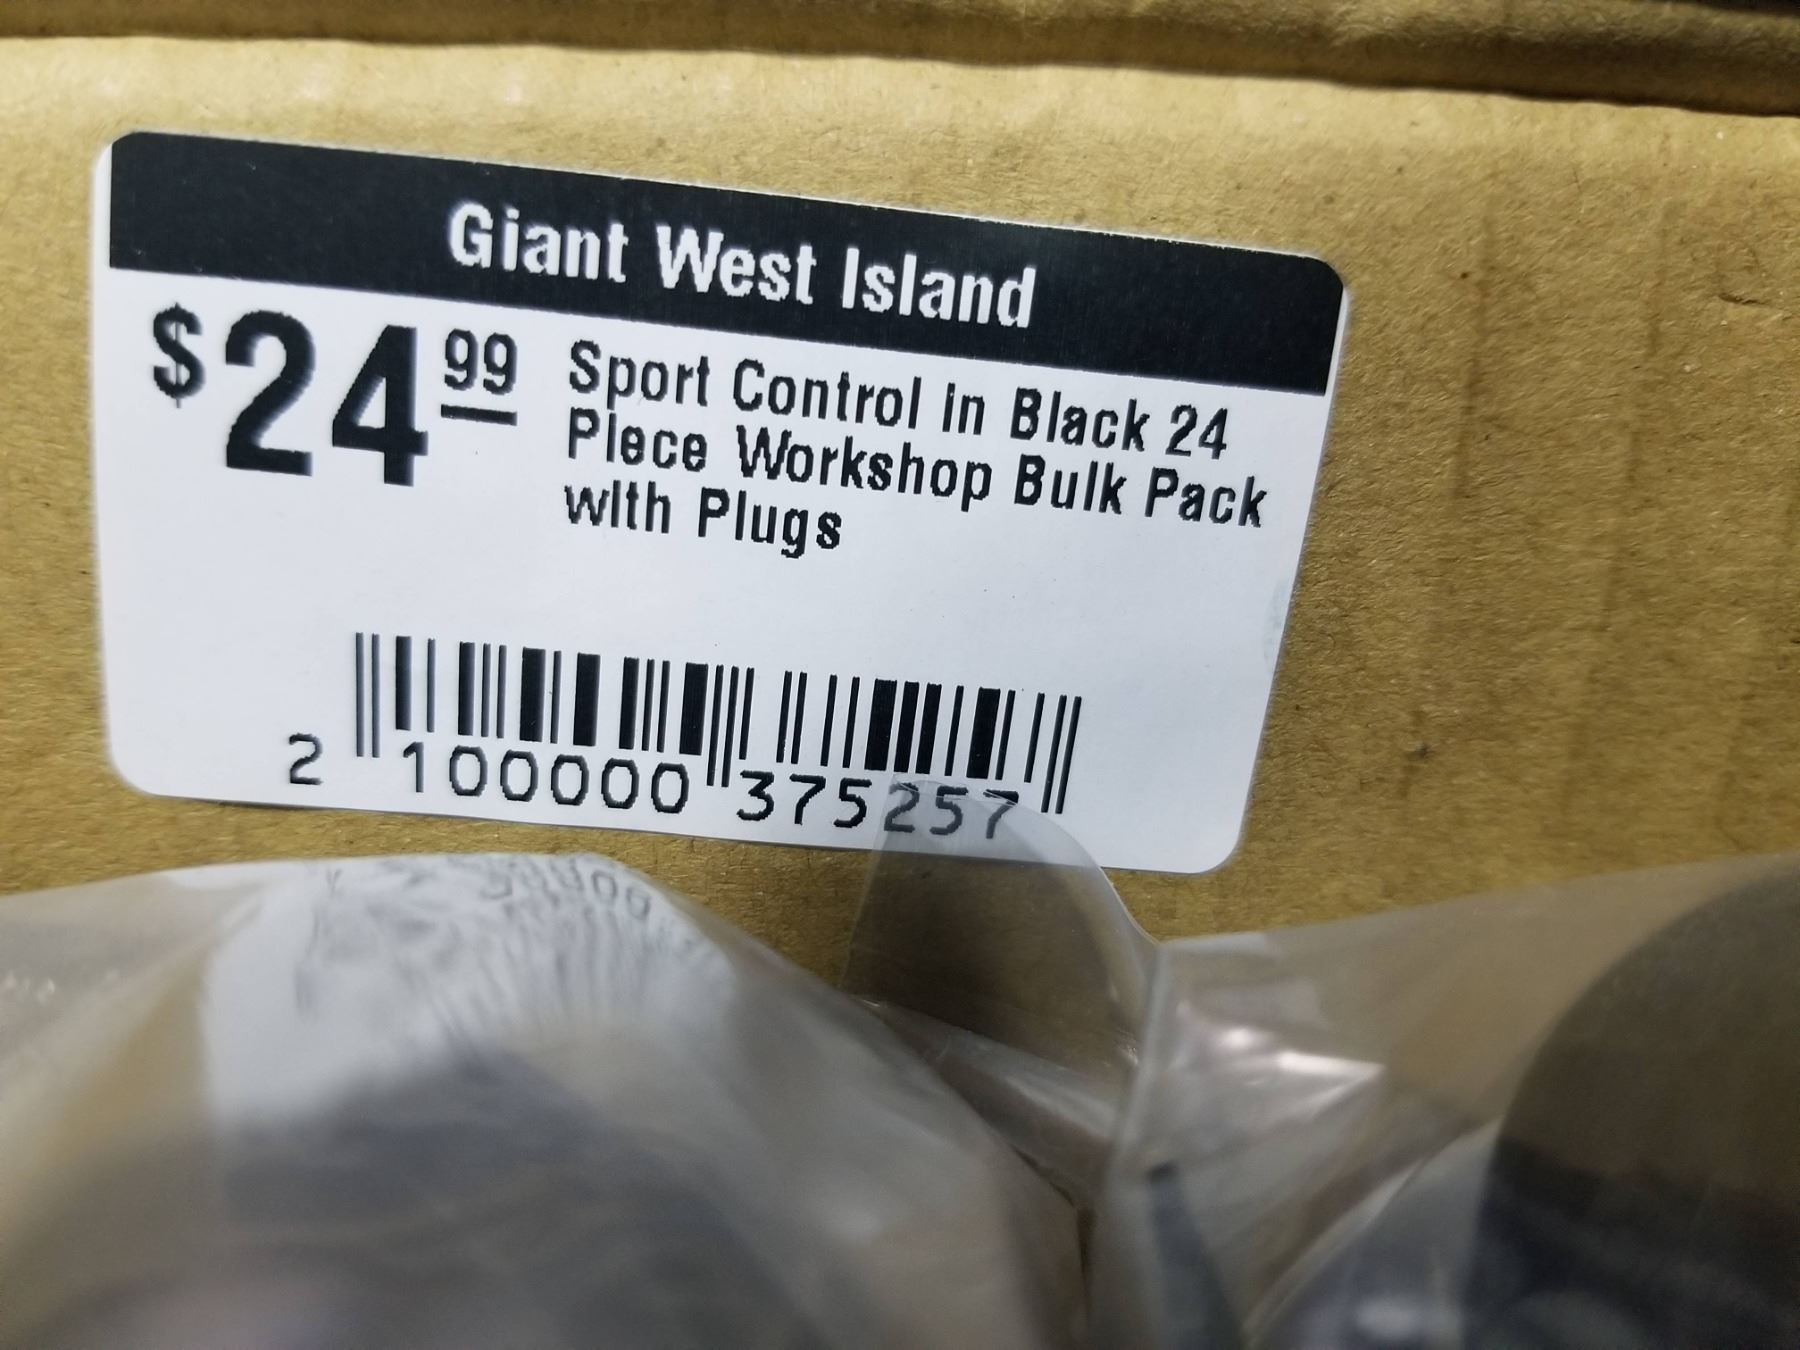 Giant West Island
$24 99 Sport Control in Black 24
Piece Workshop Bulk Pack
with Plugs
2 100000 375257